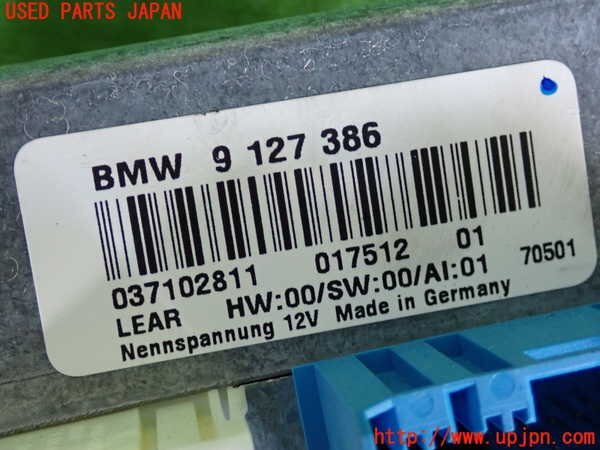 USED PARTS JAPAN
BMW 9 127 386
037102811 017512 01 70501
LEAR HW:00/SW:00/AI:01
Nennspannung 12V Made in Germany
http://www.upjpn.com/